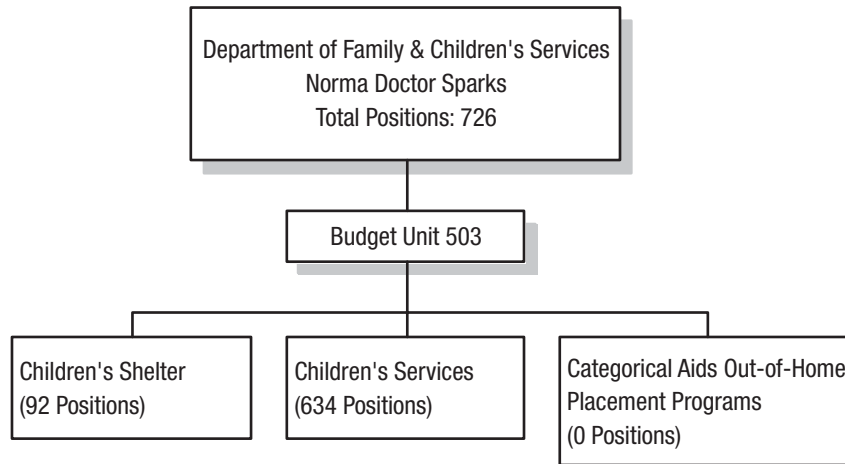 Department of Family & Children's Services
Norma Doctor Sparks
Total Positions: 726
Budget Unit 503
Children's Shelter
(92 Positions)
Children's Services
(634 Positions)
Categorical Aids Out-of-Home
Placement Programs
(0 Positions)